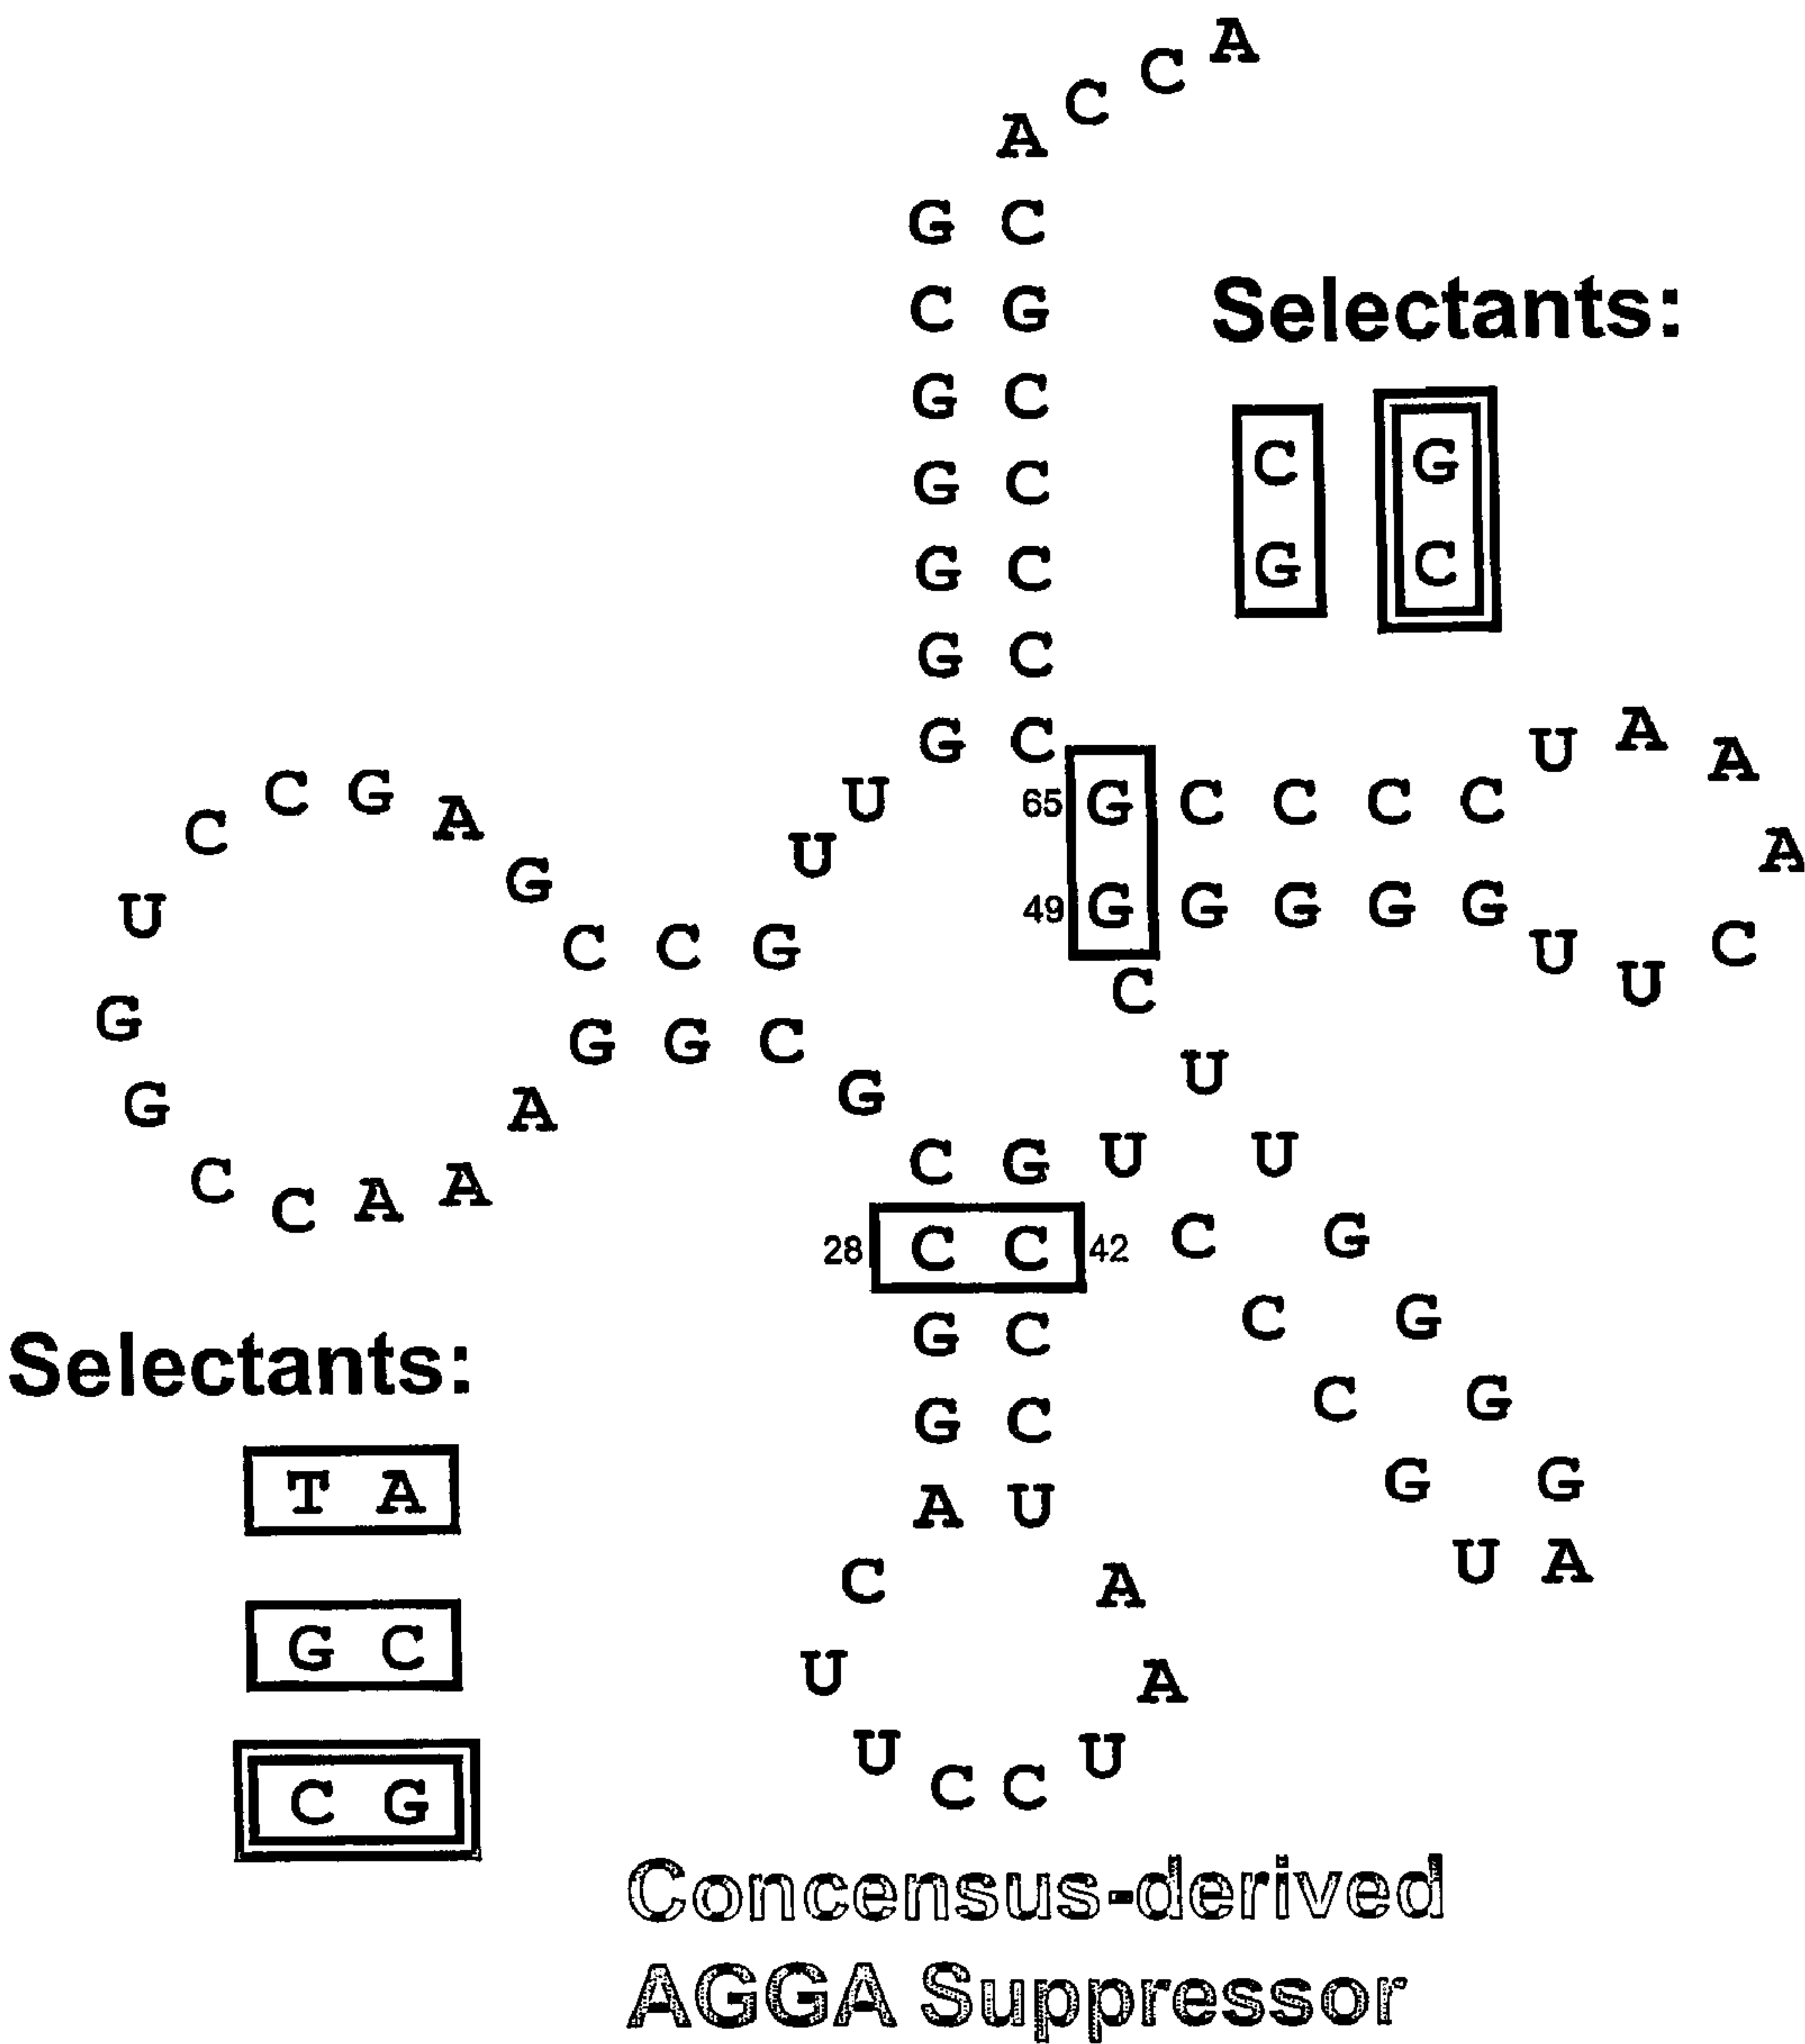 A
C
C
A
G C
C G
Selectants:
G C
C
G
G
C
G C
G C
G C
G C
U A A
C C G A
U
65 G C C C C
A
U
G
U
C C G
49 G G G G G
C
U U
G
G G C
C
G
A
G
U
C C A A
C G U U
28 C C 42 C G
G C C G
Selectants:
G C C G
T A
A U
G G
U A
C A
G C
U A
U C C U
C G
Concensus-derived
AGGA Suppressor